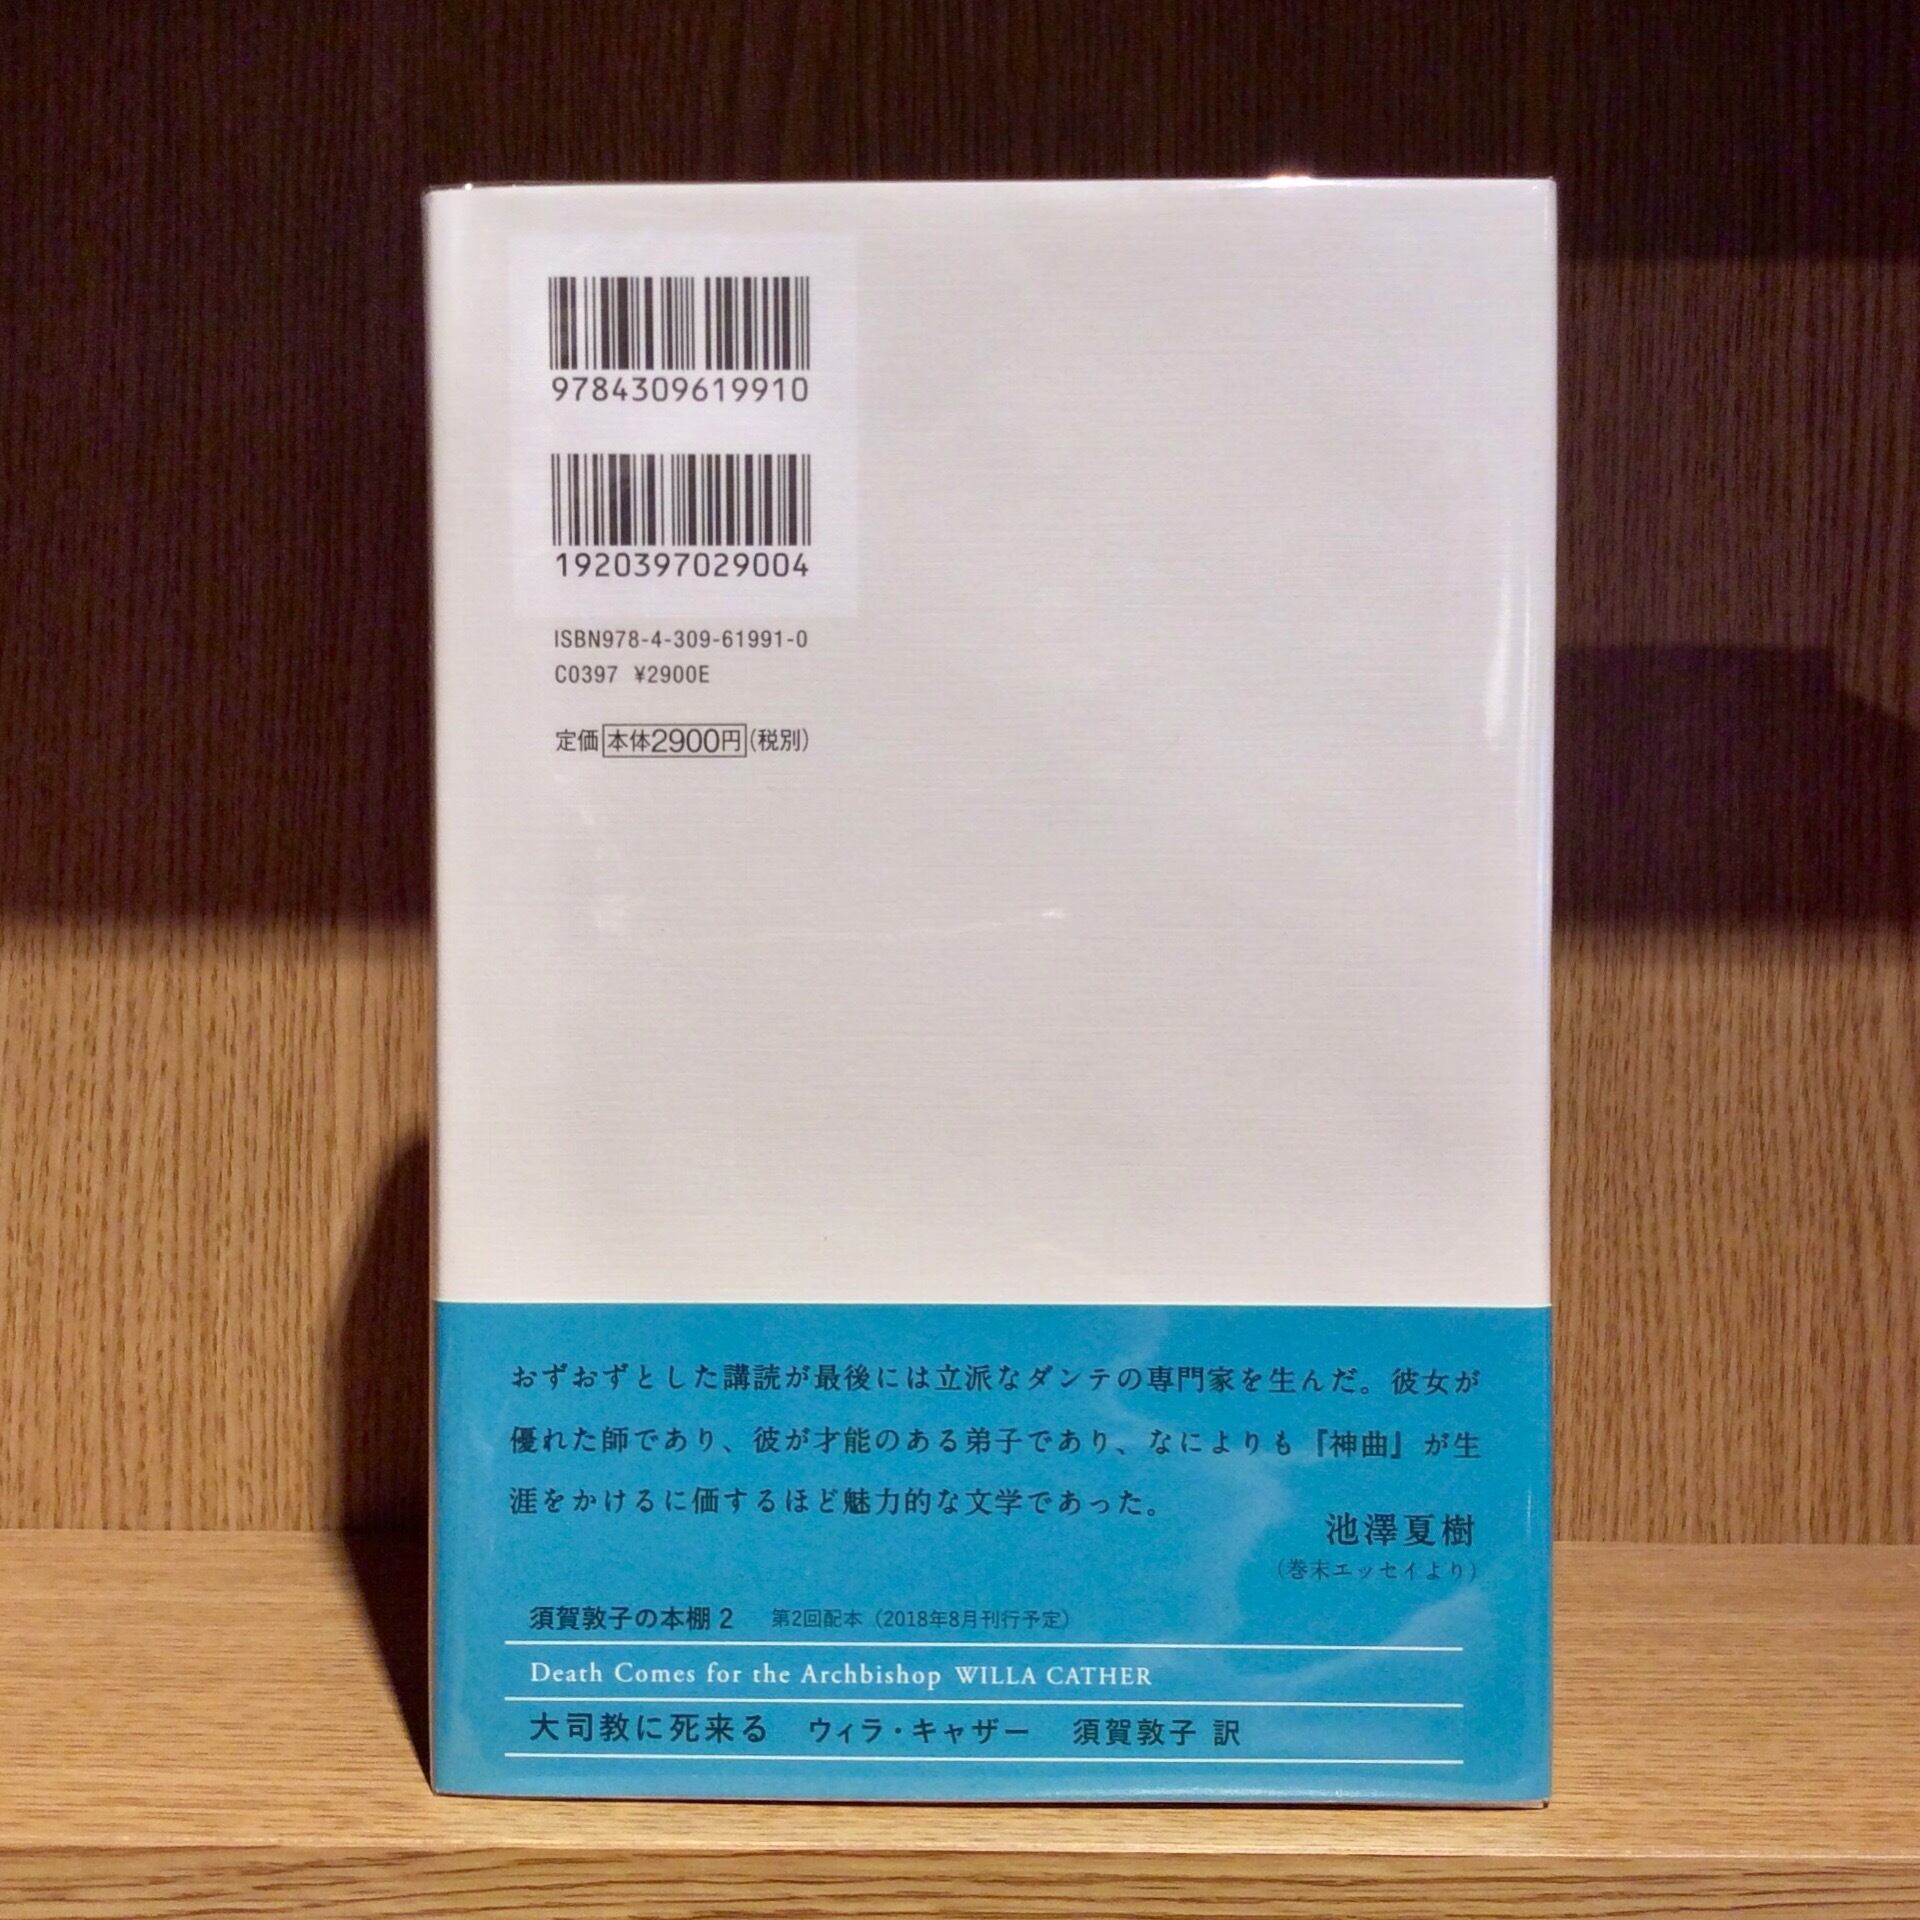 9784309619910
1920397029004
ISBN978-4-309-61991-0
C0397 ¥2900E
定価 本体2900円(税別)
おずおずとした講読が最後には立派なダンテの専門家を生んだ。彼女が
優れた師であり、彼が才能のある弟子であり、なによりも『神曲』が生
涯をかけるに価するほど魅力的な文学であった。
池澤夏樹
（巻末エッセイより）
須賀敦子の本棚 2 第2回配本（2018年8月刊行予定）
Death Comes for the Archbishop WILLA CATHER
大司教に死来る ウィラ・キャザー 須賀敦子 訳